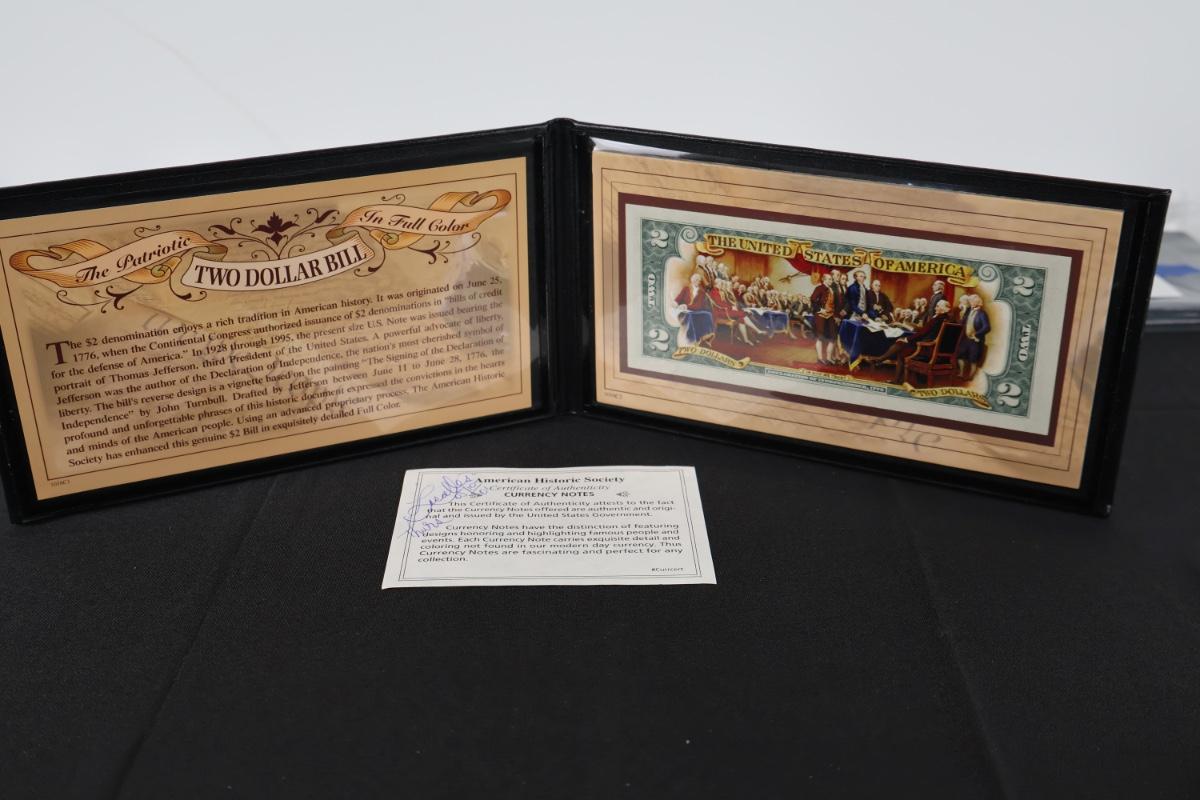 The Patriotic
In Full Color
TWO DOLLAR BILL
The $2 denomination enjoys a rich tradition in American history. It was originated on June 25,
1776, when the Continental Congress authorized issuance of $2 denominations in "bills of credit
for the defense of America." In 1928 through 1995, the present size U.S. Note was issued bearing the
portrait of Thomas Jefferson, third President of the United States. A powerful advocate of liberty,
Jefferson was the author of the Declaration of Independence, the nation's most cherished symbol of
liberty. The bill's reverse design is a vignette based on the painting "The Signing of the Declaration of
Independence" by John Turnbull. Drafted by Jefferson between June 11 to June 28, 1776, the
profound and unforgettable phrases of this historic document expressed the convictions in the hearts
and minds of the American people. Using an advanced proprietary process, The American Historic
Society has enhanced this genuine $2 Bill in exquisitely detailed Full Color.
2
THE UNITED STATES OF AMERICA
2
TWO
TWO
2
TWO DOLLARS
TWO DOLLARS
2
American Historic Society
Certificate of Authenticity
CURRENCY NOTES
This Certificate of Authenticity attests to the fact
that the Currency Notes offered are authentic and origi-
nal and issued by the United States Government.
Currency Notes have the distinction of featuring
designs honoring and highlighting famous people and
events. Each Currency Note carries exquisite detail and
coloring not found in our modern day currency. Thus
Currency Notes are fascinating and perfect for any
collection.
#Currcert